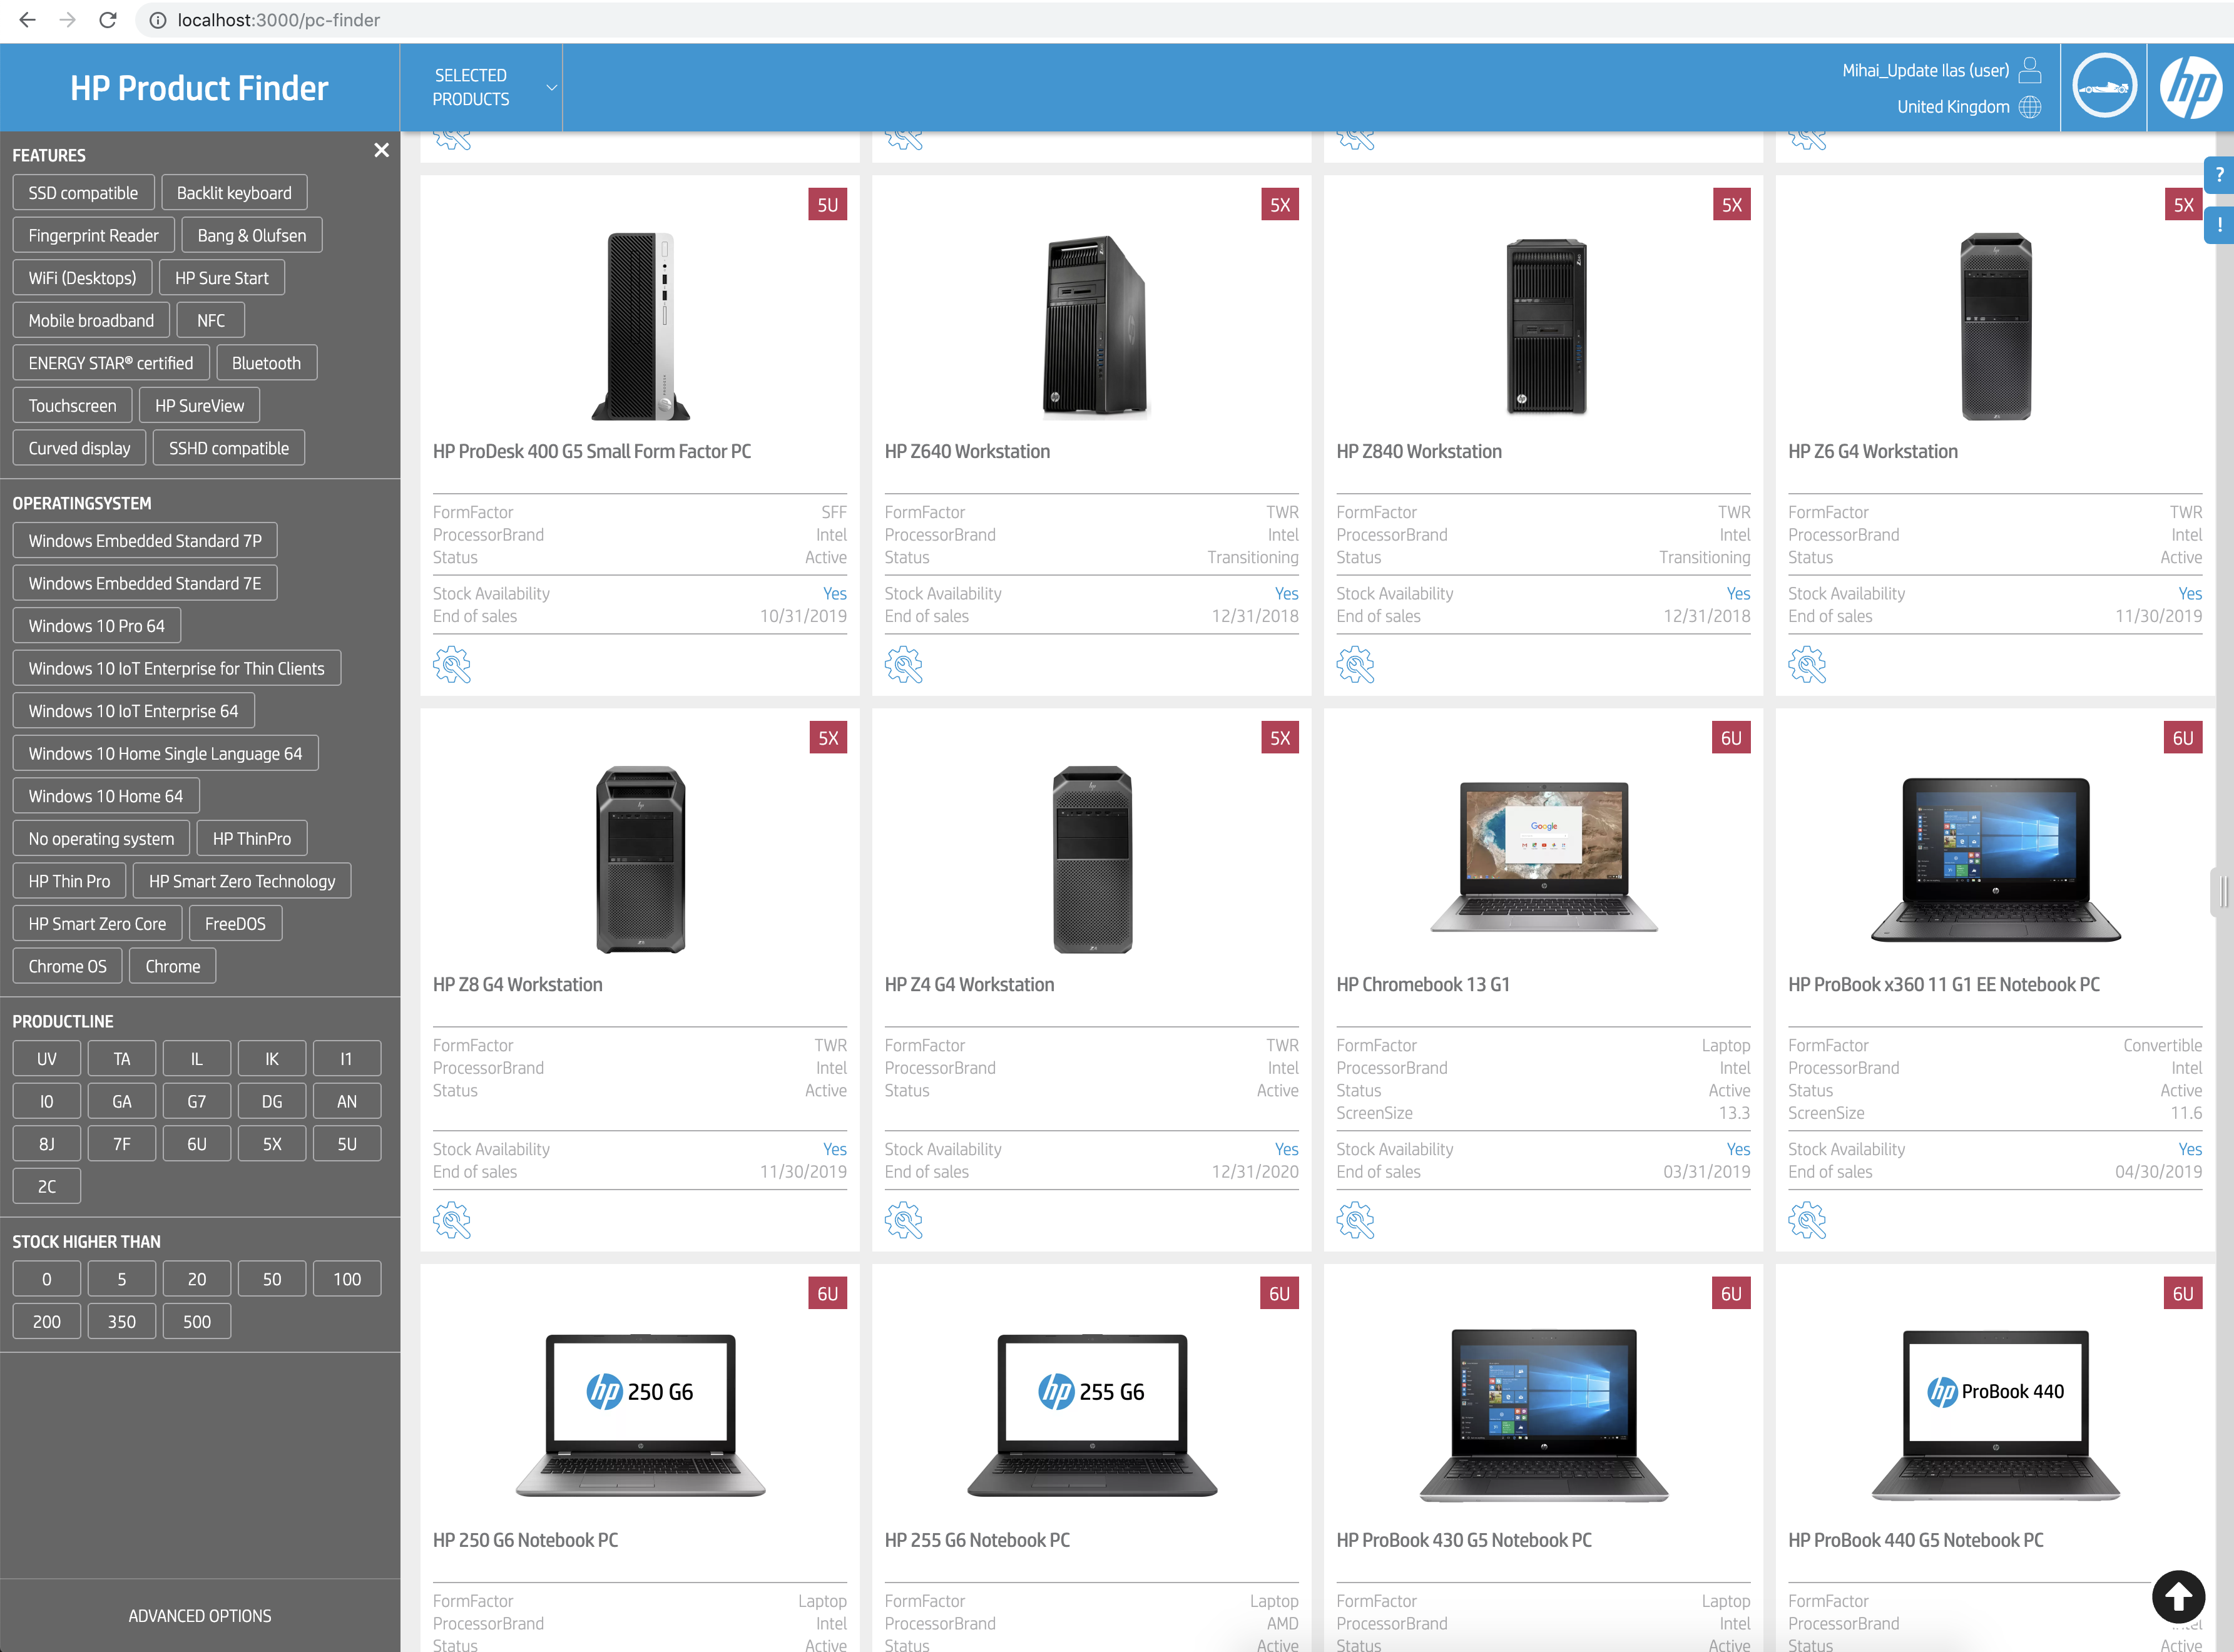 localhost:3000/pc-finder
HP Product Finder
SELECTED
PRODUCTS
Mihai_Update Ilas (user)
United Kingdom
hp
?
!
FEATURES
SSD compatible
Backlit keyboard
Fingerprint Reader
Bang & Olufsen
WiFi (Desktops)
HP Sure Start
Mobile broadband
NFC
ENERGY STAR® certified
Bluetooth
Touchscreen
HP SureView
Curved display
SSHD compatible
OPERATINGSYSTEM
Windows Embedded Standard 7P
Windows Embedded Standard 7E
Windows 10 Pro 64
Windows 10 IoT Enterprise for Thin Clients
Windows 10 IoT Enterprise 64
Windows 10 Home Single Language 64
Windows 10 Home 64
No operating system
HP ThinPro
HP Thin Pro
HP Smart Zero Technology
HP Smart Zero Core
FreeDOS
Chrome OS
Chrome
PRODUCTLINE
UV TA IL IK I1
I0 GA G7 DG AN
8J 7F 6U 5X 5U
2C
STOCK HIGHER THAN
0 5 20 50 100
200 350 500
ADVANCED OPTIONS
5U
HP ProDesk 400 G5 Small Form Factor PC
FormFactor SFF
ProcessorBrand Intel
Status Active
Stock Availability Yes
End of sales 10/31/2019
5X
HP Z640 Workstation
FormFactor TWR
ProcessorBrand Intel
Status Transitioning
Stock Availability Yes
End of sales 12/31/2018
5X
HP Z840 Workstation
FormFactor TWR
ProcessorBrand Intel
Status Transitioning
Stock Availability Yes
End of sales 12/31/2018
5X
HP Z6 G4 Workstation
FormFactor TWR
ProcessorBrand Intel
Status Active
Stock Availability Yes
End of sales 11/30/2019
5X
HP Z8 G4 Workstation
FormFactor TWR
ProcessorBrand Intel
Status Active
Stock Availability Yes
End of sales 11/30/2019
5X
HP Z4 G4 Workstation
FormFactor TWR
ProcessorBrand Intel
Status Active
Stock Availability Yes
End of sales 12/31/2020
6U
Google
HP Chromebook 13 G1
FormFactor Laptop
ProcessorBrand Intel
Status Active
ScreenSize 13.3
Stock Availability Yes
End of sales 03/31/2019
6U
HP ProBook x360 11 G1 EE Notebook PC
FormFactor Convertible
ProcessorBrand Intel
Status Active
ScreenSize 11.6
Stock Availability Yes
End of sales 04/30/2019
6U
hp 250 G6
HP 250 G6 Notebook PC
FormFactor Laptop
ProcessorBrand Intel
Status Active
6U
hp 255 G6
HP 255 G6 Notebook PC
FormFactor Laptop
ProcessorBrand AMD
Status Active
6U
HP ProBook 430 G5 Notebook PC
FormFactor Laptop
ProcessorBrand Intel
Status Active
6U
hp ProBook 440
HP ProBook 440 G5 Notebook PC
FormFactor
ProcessorBrand
Status Active